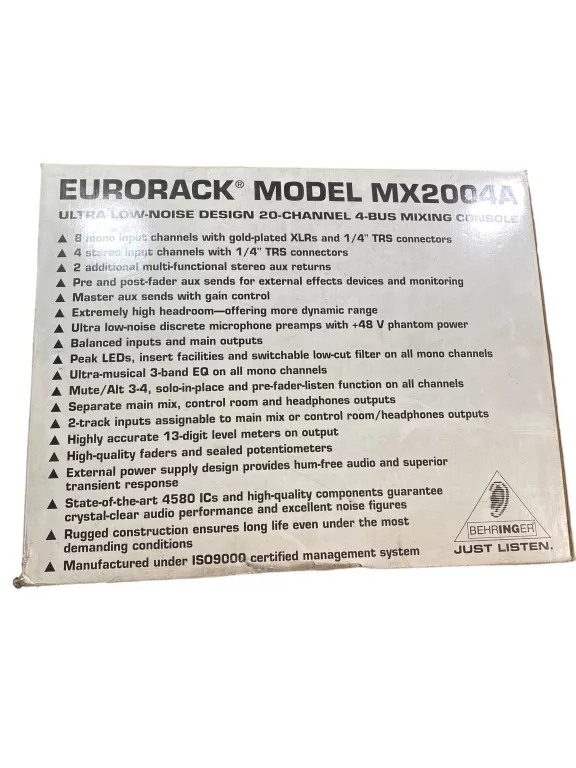 EURORACK® MODEL MX2004A
ULTRA LOW-NOISE DESIGN 20-CHANNEL 4-BUS MIXING CONSOLE
▲ 8 mono input channels with gold-plated XLRs and 1/4" TRS connectors
▲ 4 stereo input channels with 1/4" TRS connectors
▲ 2 additional multi-functional stereo aux returns
▲ Pre and post-fader aux sends for external effects devices and monitoring
▲ Master aux sends with gain control
▲ Extremely high headroom—offering more dynamic range
▲ Ultra low-noise discrete microphone preamps with +48 V phantom power
▲ Balanced inputs and main outputs
▲ Peak LEDs, insert facilities and switchable low-cut filter on all mono channels
▲ Ultra-musical 3-band EQ on all mono channels
▲ Mute/Alt 3-4, solo-in-place and pre-fader-listen function on all channels
▲ Separate main mix, control room and headphones outputs
▲ 2-track inputs assignable to main mix or control room/headphones outputs
▲ Highly accurate 13-digit level meters on output
▲ High-quality faders and sealed potentiometers
▲ External power supply design provides hum-free audio and superior
transient response
▲ State-of-the-art 4580 ICs and high-quality components guarantee
crystal-clear audio performance and excellent noise figures
▲ Rugged construction ensures long life even under the most
demanding conditions
▲ Manufactured under ISO9000 certified management system
BEHRINGER
JUST LISTEN.